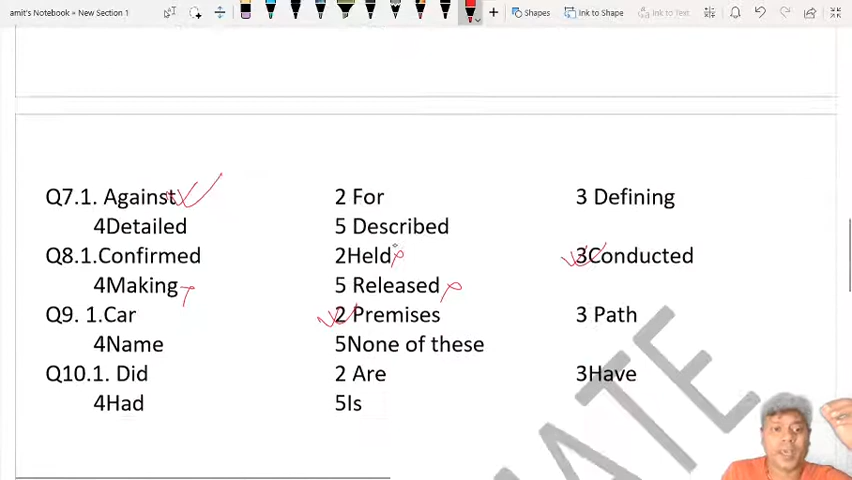 amit's Notebook » New Section 1
Shapes Ink to Shape Ink to Text
Q7.1. Against 2 For 3 Defining
4Detailed 5 Described
Q8.1.Confirmed 2Held 3Conducted
4Making 5 Released
Q9. 1.Car 2 Premises 3 Path
4Name 5None of these
Q10.1. Did 2 Are 3Have
4Had 5Is
MATE